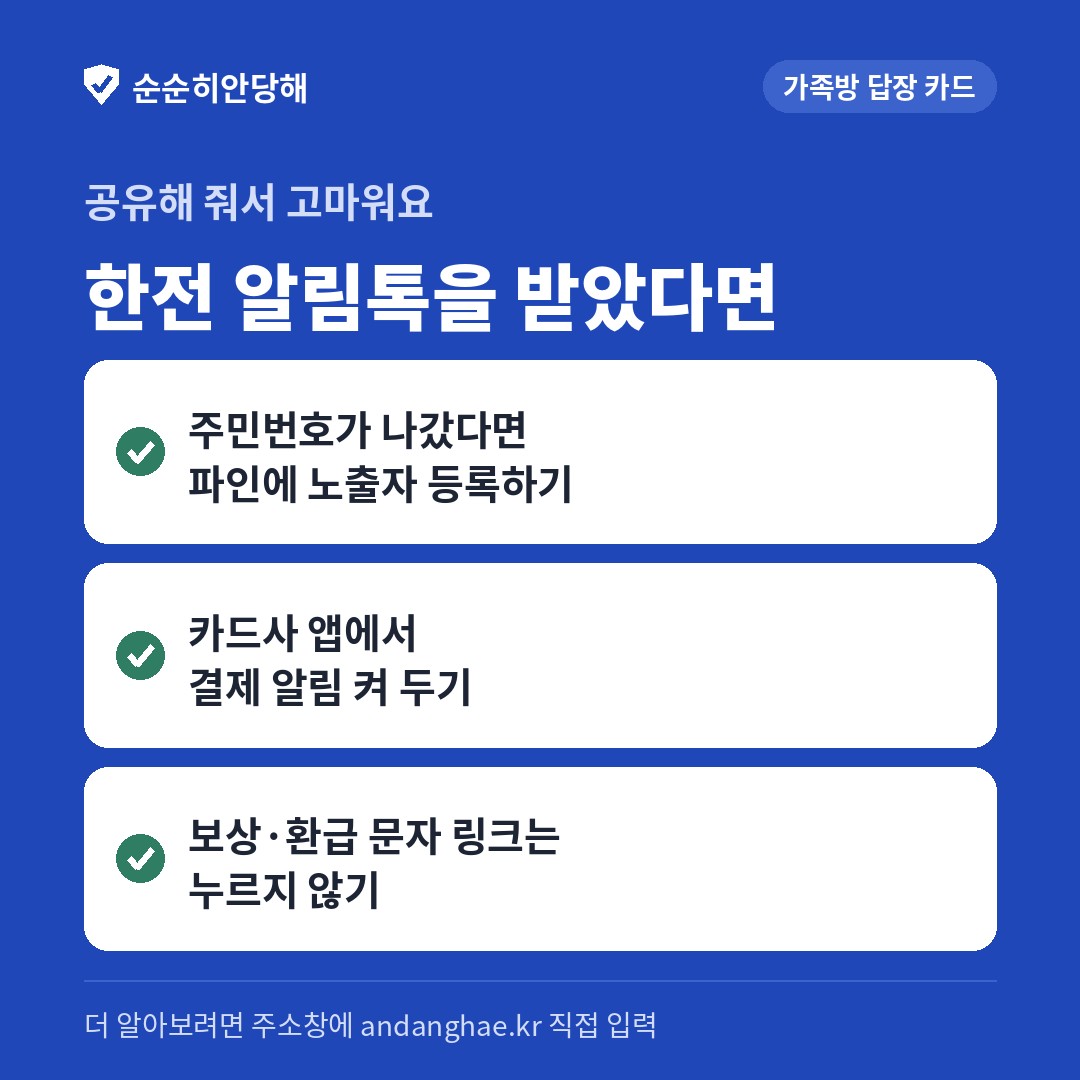 순순히안당해
가족방 답장 카드
공유해 줘서 고마워요
한전 알림톡을 받았다면
주민번호가 나갔다면
파인에 노출자 등록하기
카드사 앱에서
결제 알림 켜 두기
보상·환급 문자 링크는
누르지 않기
더 알아보려면 주소창에 andanghae.kr 직접 입력